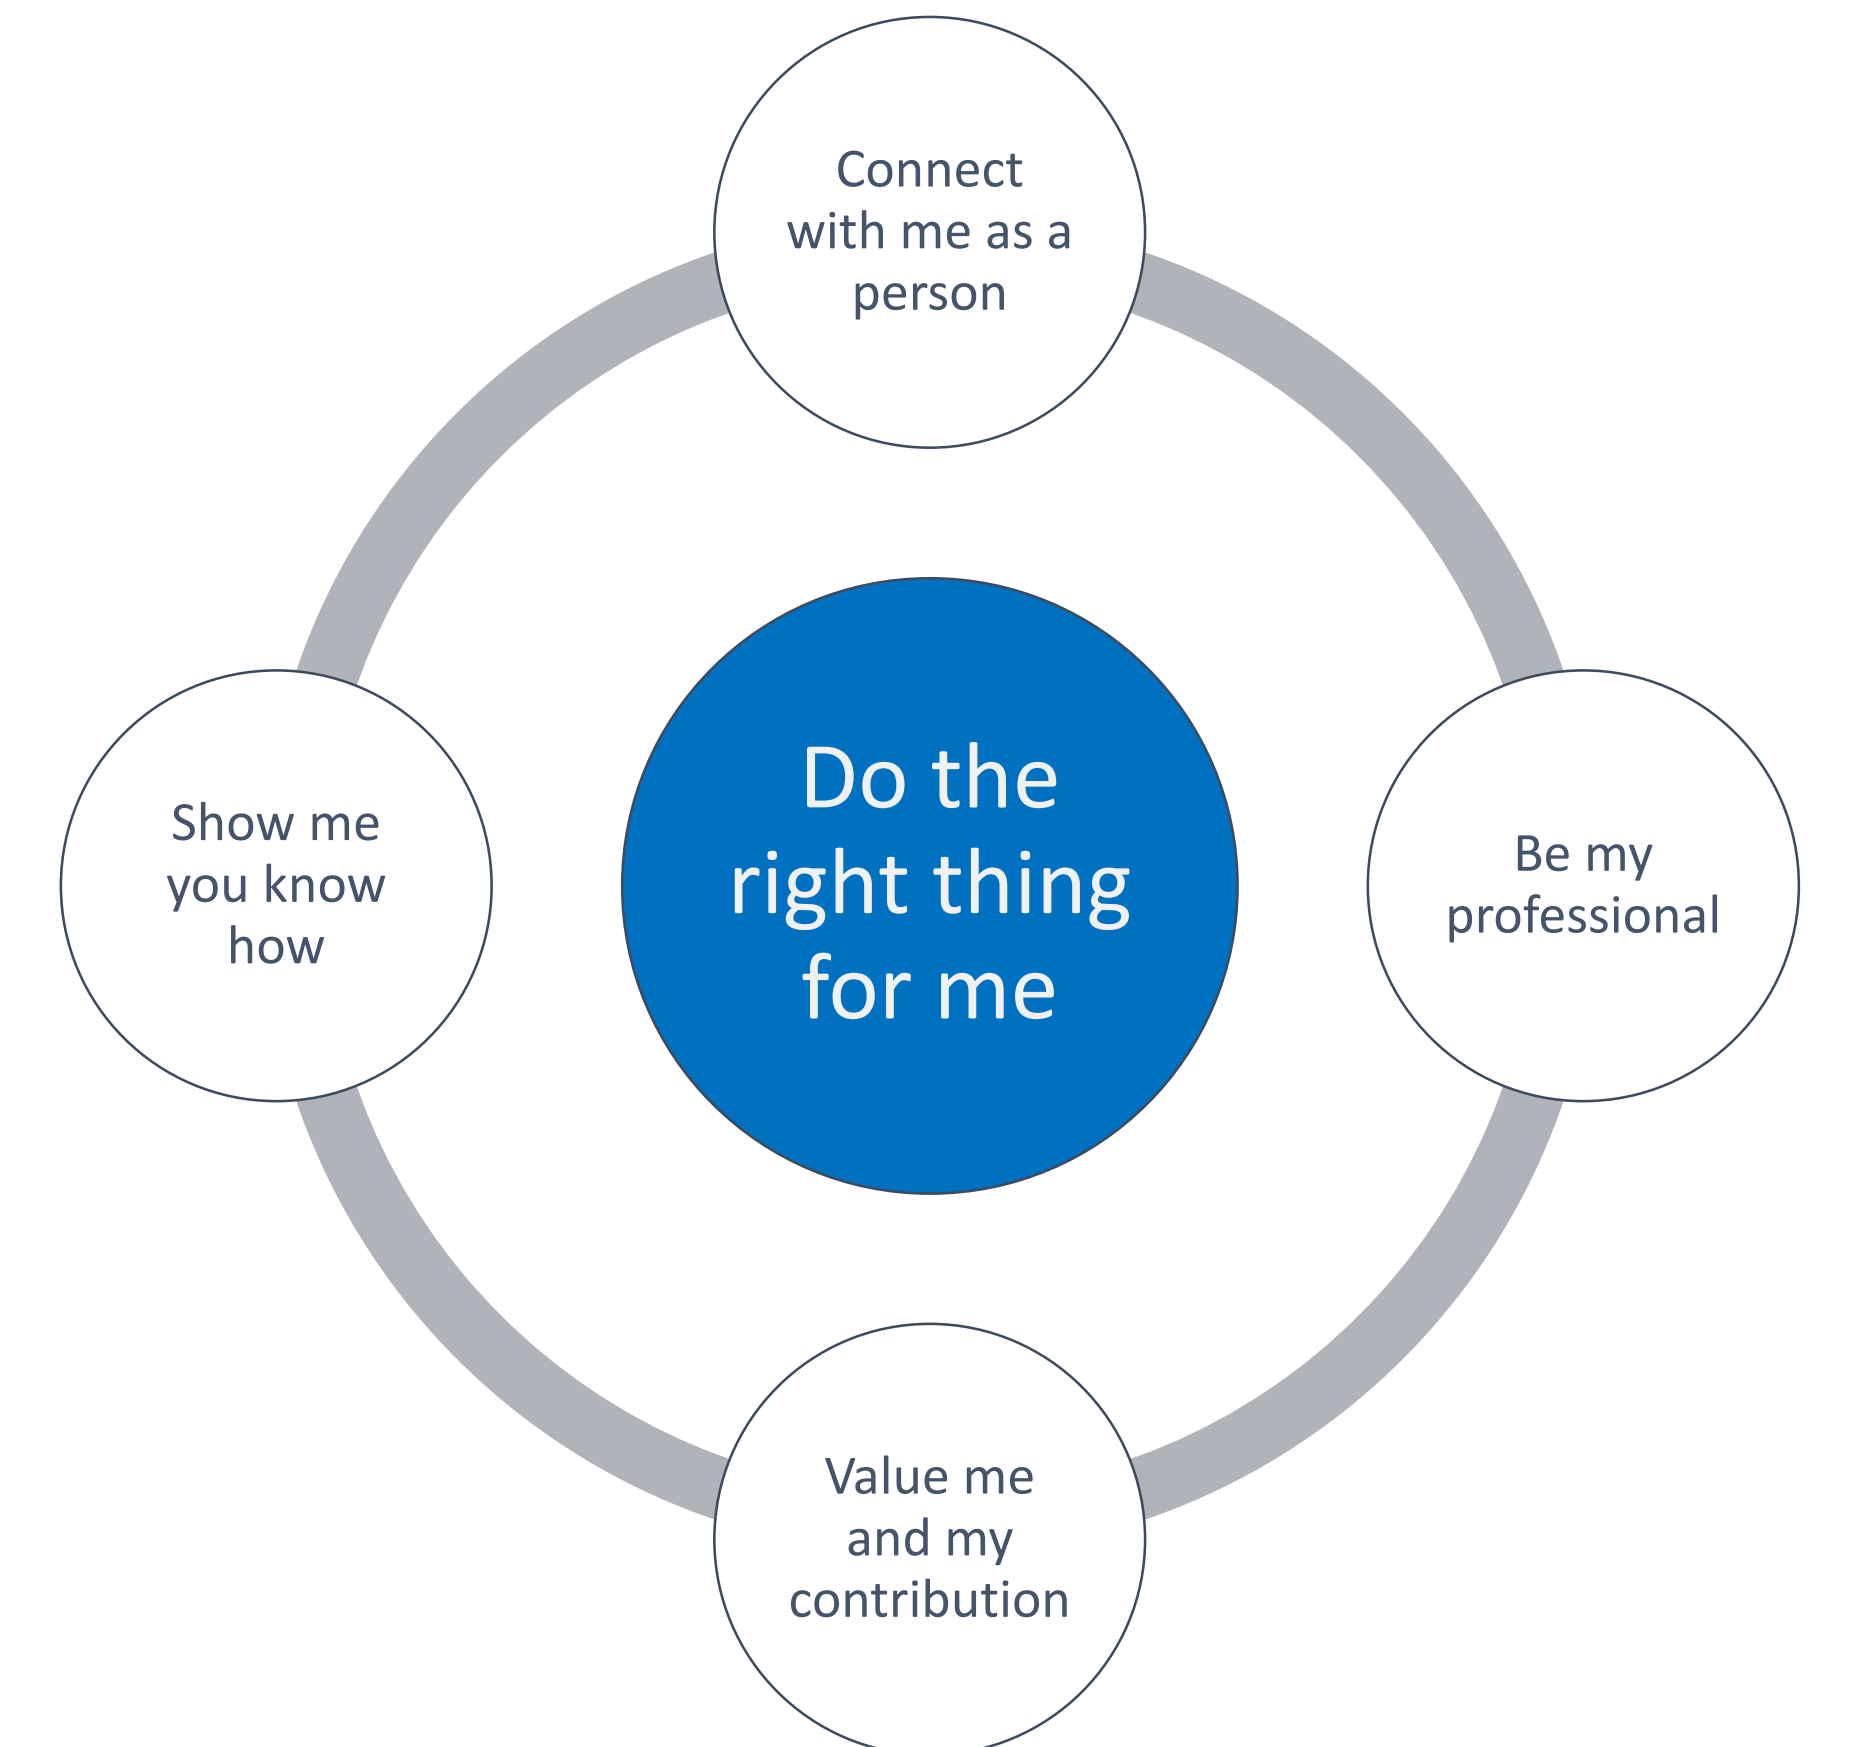 Connect
with me as a
person
Show me
you know
how
Do the
right thing
for me
Be my
professional
Value me
and my
contribution